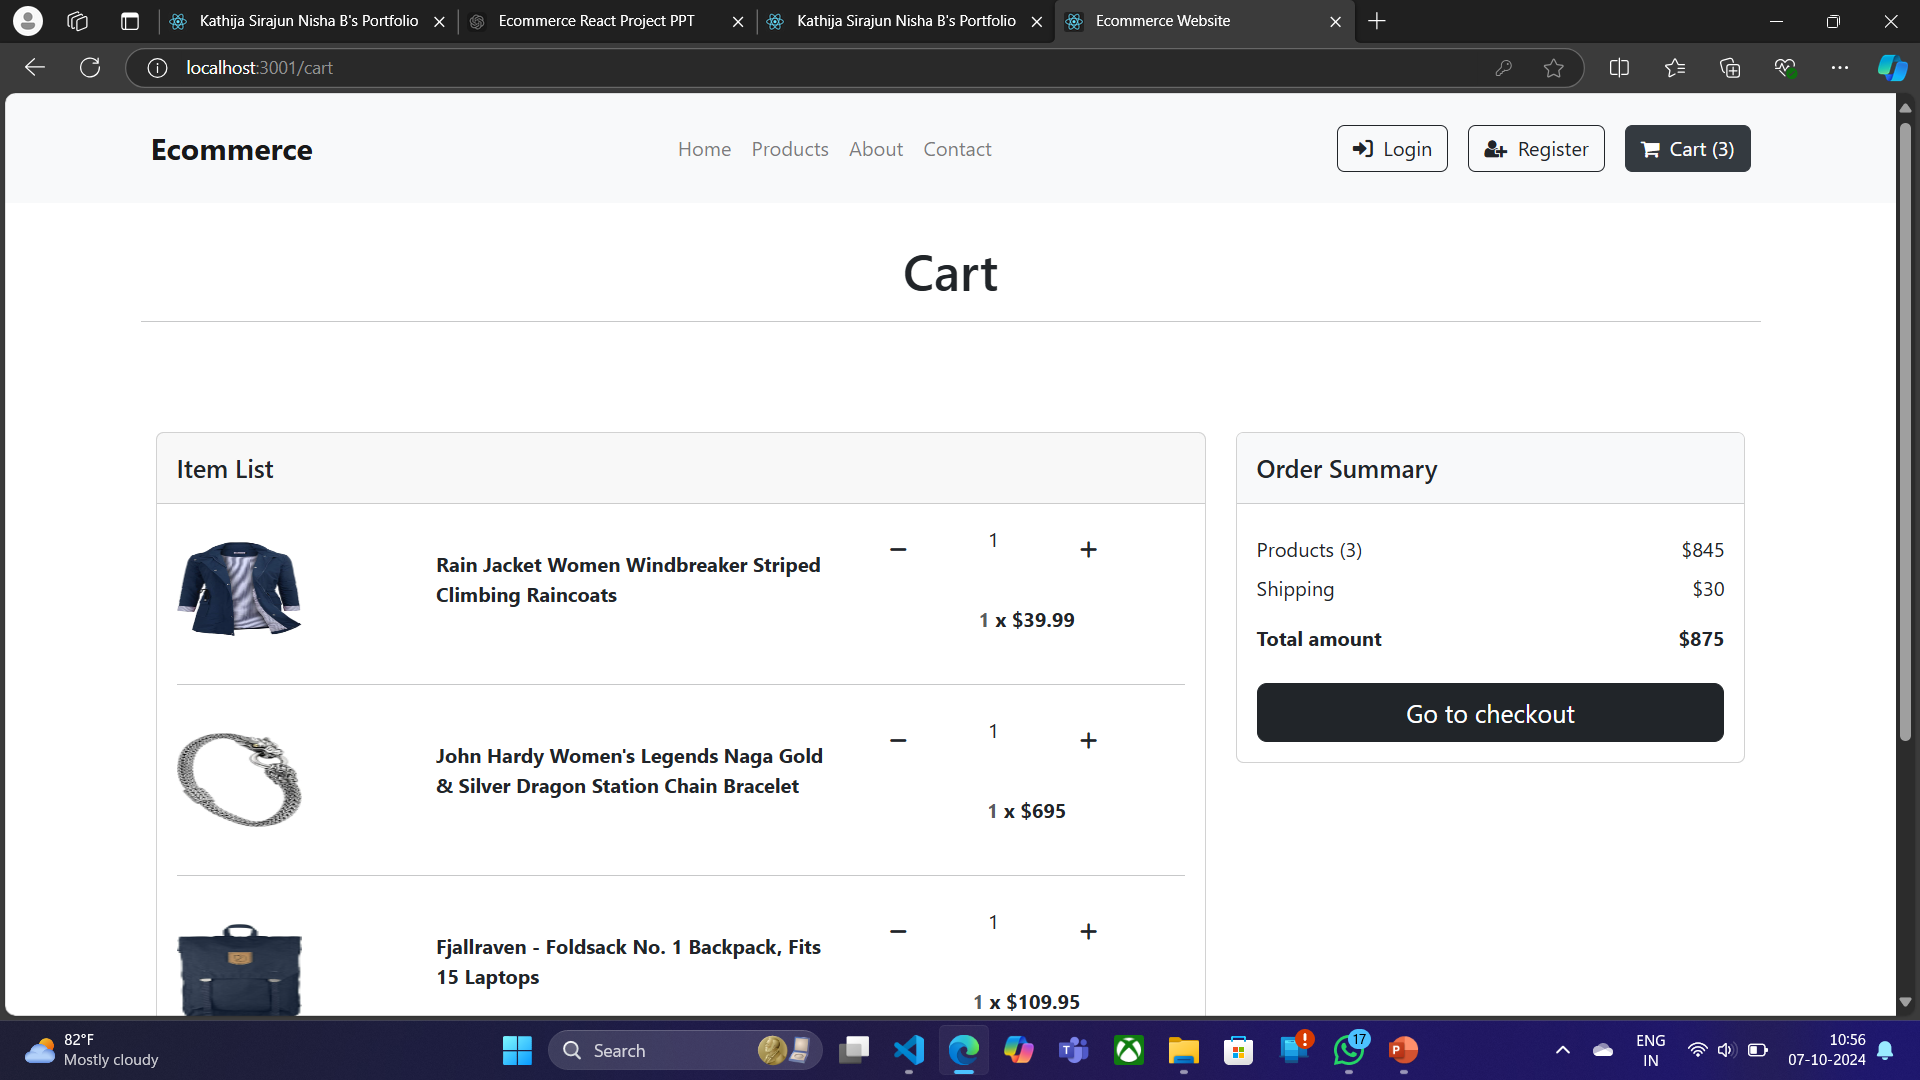 Kathija Sirajun Nisha B's Portfolio
Ecommerce React Project PPT
Kathija Sirajun Nisha B's Portfolio
Ecommerce Website
localhost:3001/cart
Ecommerce
Home
Products
About
Contact
Login
Register
Cart (3)
Cart
Item List
Rain Jacket Women Windbreaker Striped
Climbing Raincoats
1
1 x $39.99
John Hardy Women's Legends Naga Gold
& Silver Dragon Station Chain Bracelet
1
1 x $695
Fjallraven - Foldsack No. 1 Backpack, Fits
15 Laptops
1
1 x $109.95
Order Summary
Products (3) $845
Shipping $30
Total amount $875
Go to checkout
82°F
Mostly cloudy
Search
17
ENG
IN
10:56
07-10-2024